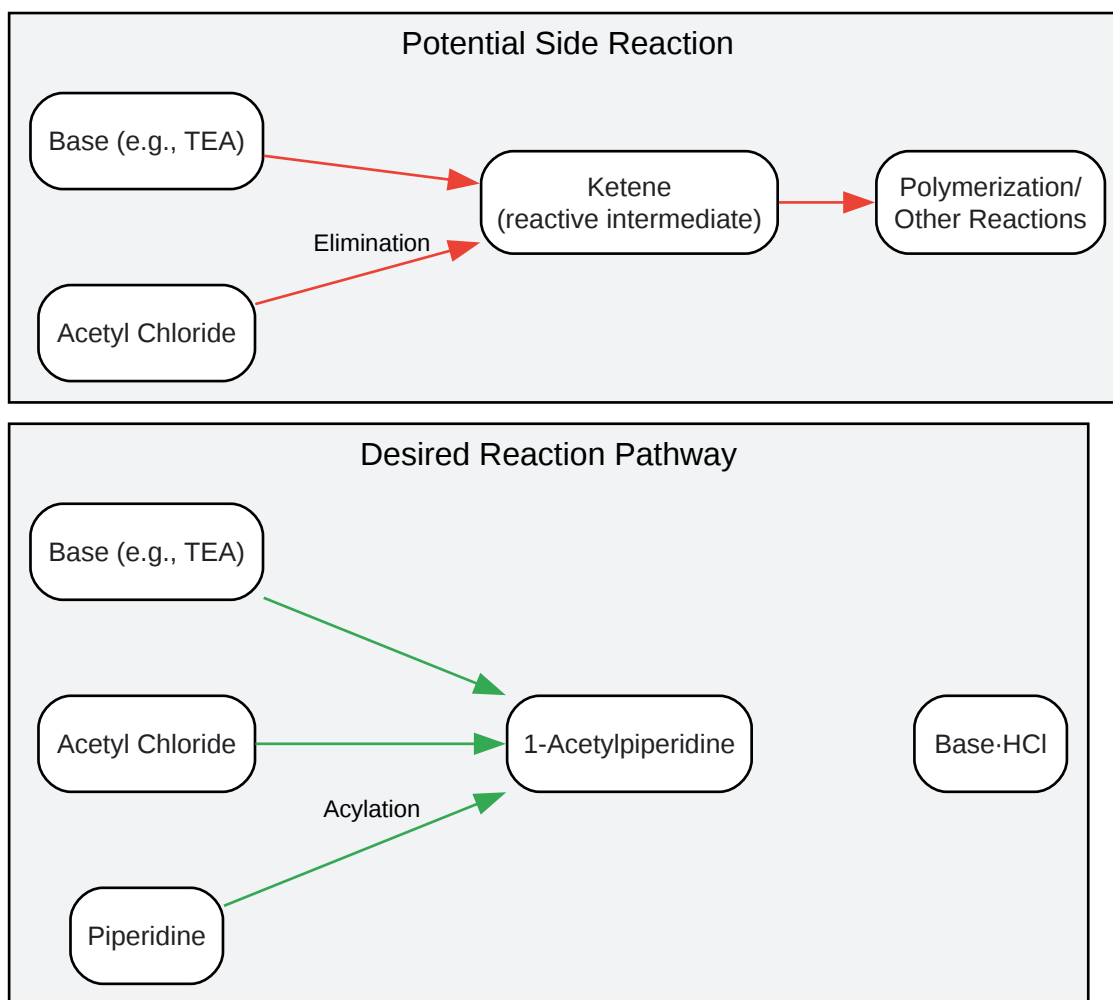 Potential Side Reaction
Base (e.g., TEA)
Ketene
(reactive intermediate)
Polymerization/
Other Reactions
Elimination
Acetyl Chloride
Desired Reaction Pathway
Base (e.g., TEA)
Acetyl Chloride
1-Acetylpiperidine
Base·HCl
Acylation
Piperidine